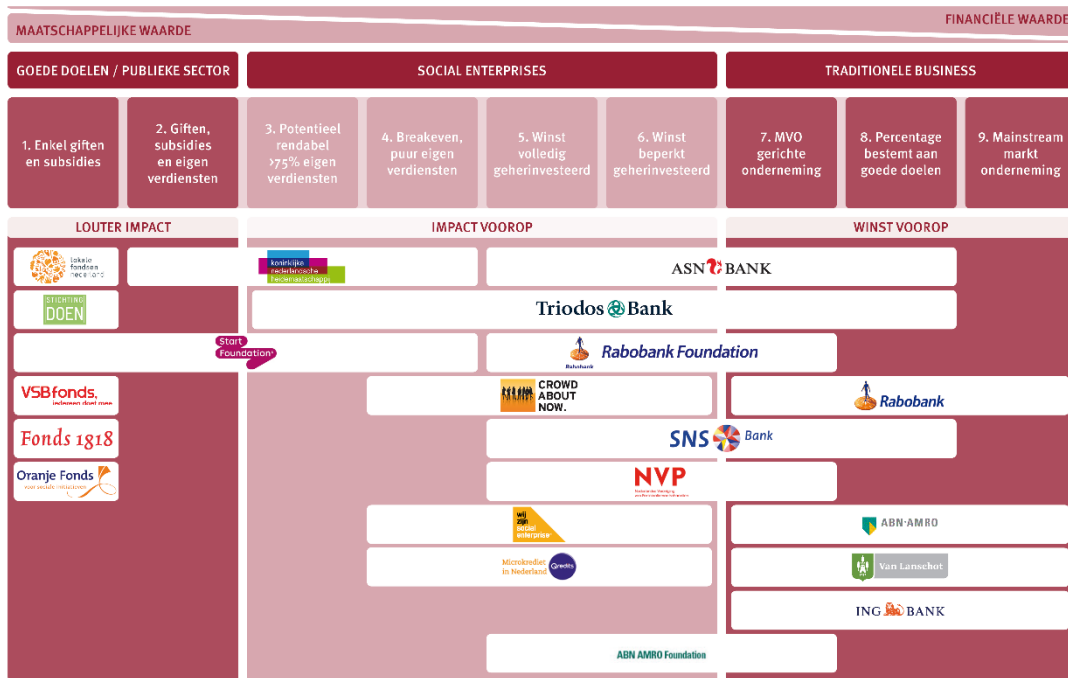 MAATSCHAPPELIJKE WAARDE
FINANCIËLE WAARDE
GOEDE DOELEN / PUBLIEKE SECTOR
SOCIAL ENTERPRISES
TRADITIONELE BUSINESS
1. Enkel giften
en subsidies
2. Giften,
subsidies
en eigen
verdiensten
3. Potentieel
rendabel
>75% eigen
verdiensten
4. Breakeven,
puur eigen
verdiensten
5. Winst
volledig
geherinvesteerd
6. Winst
beperkt
geherinvesteerd
7. MVO
gerichte
onderneming
8. Percentage
bestemt aan
goede doelen
9. Mainstream
markt
onderneming
LOUTER IMPACT
IMPACT VOOROP
WINST VOOROP
lokale
fondsen
nederland
koninklijke
nederlandsche
heidemaatschappij
ASN BANK
STICHTING
DOEN
Triodos Bank
Start
Foundation
Rabobank
Rabobank Foundation
VSBfonds,
iedereen doet mee
CROWD
ABOUT
NOW.
Rabobank
Fonds 1818
SNS Bank
Oranje Fonds
voor sociale initiatieven
NVP
wij
zijn
social
enterprise
ABN·AMRO
Microkrediet
in Nederland
Qredits
Van Lanschot
ING BANK
ABN AMRO Foundation